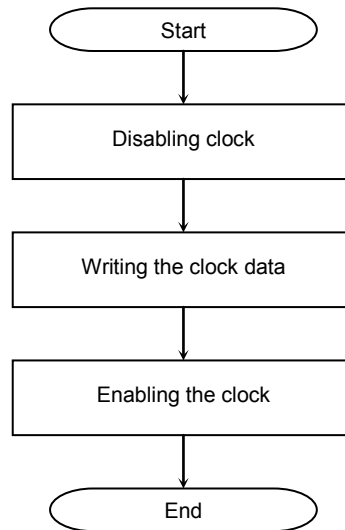 Start
Disabling clock
Writing the clock data
Enabling the clock
End